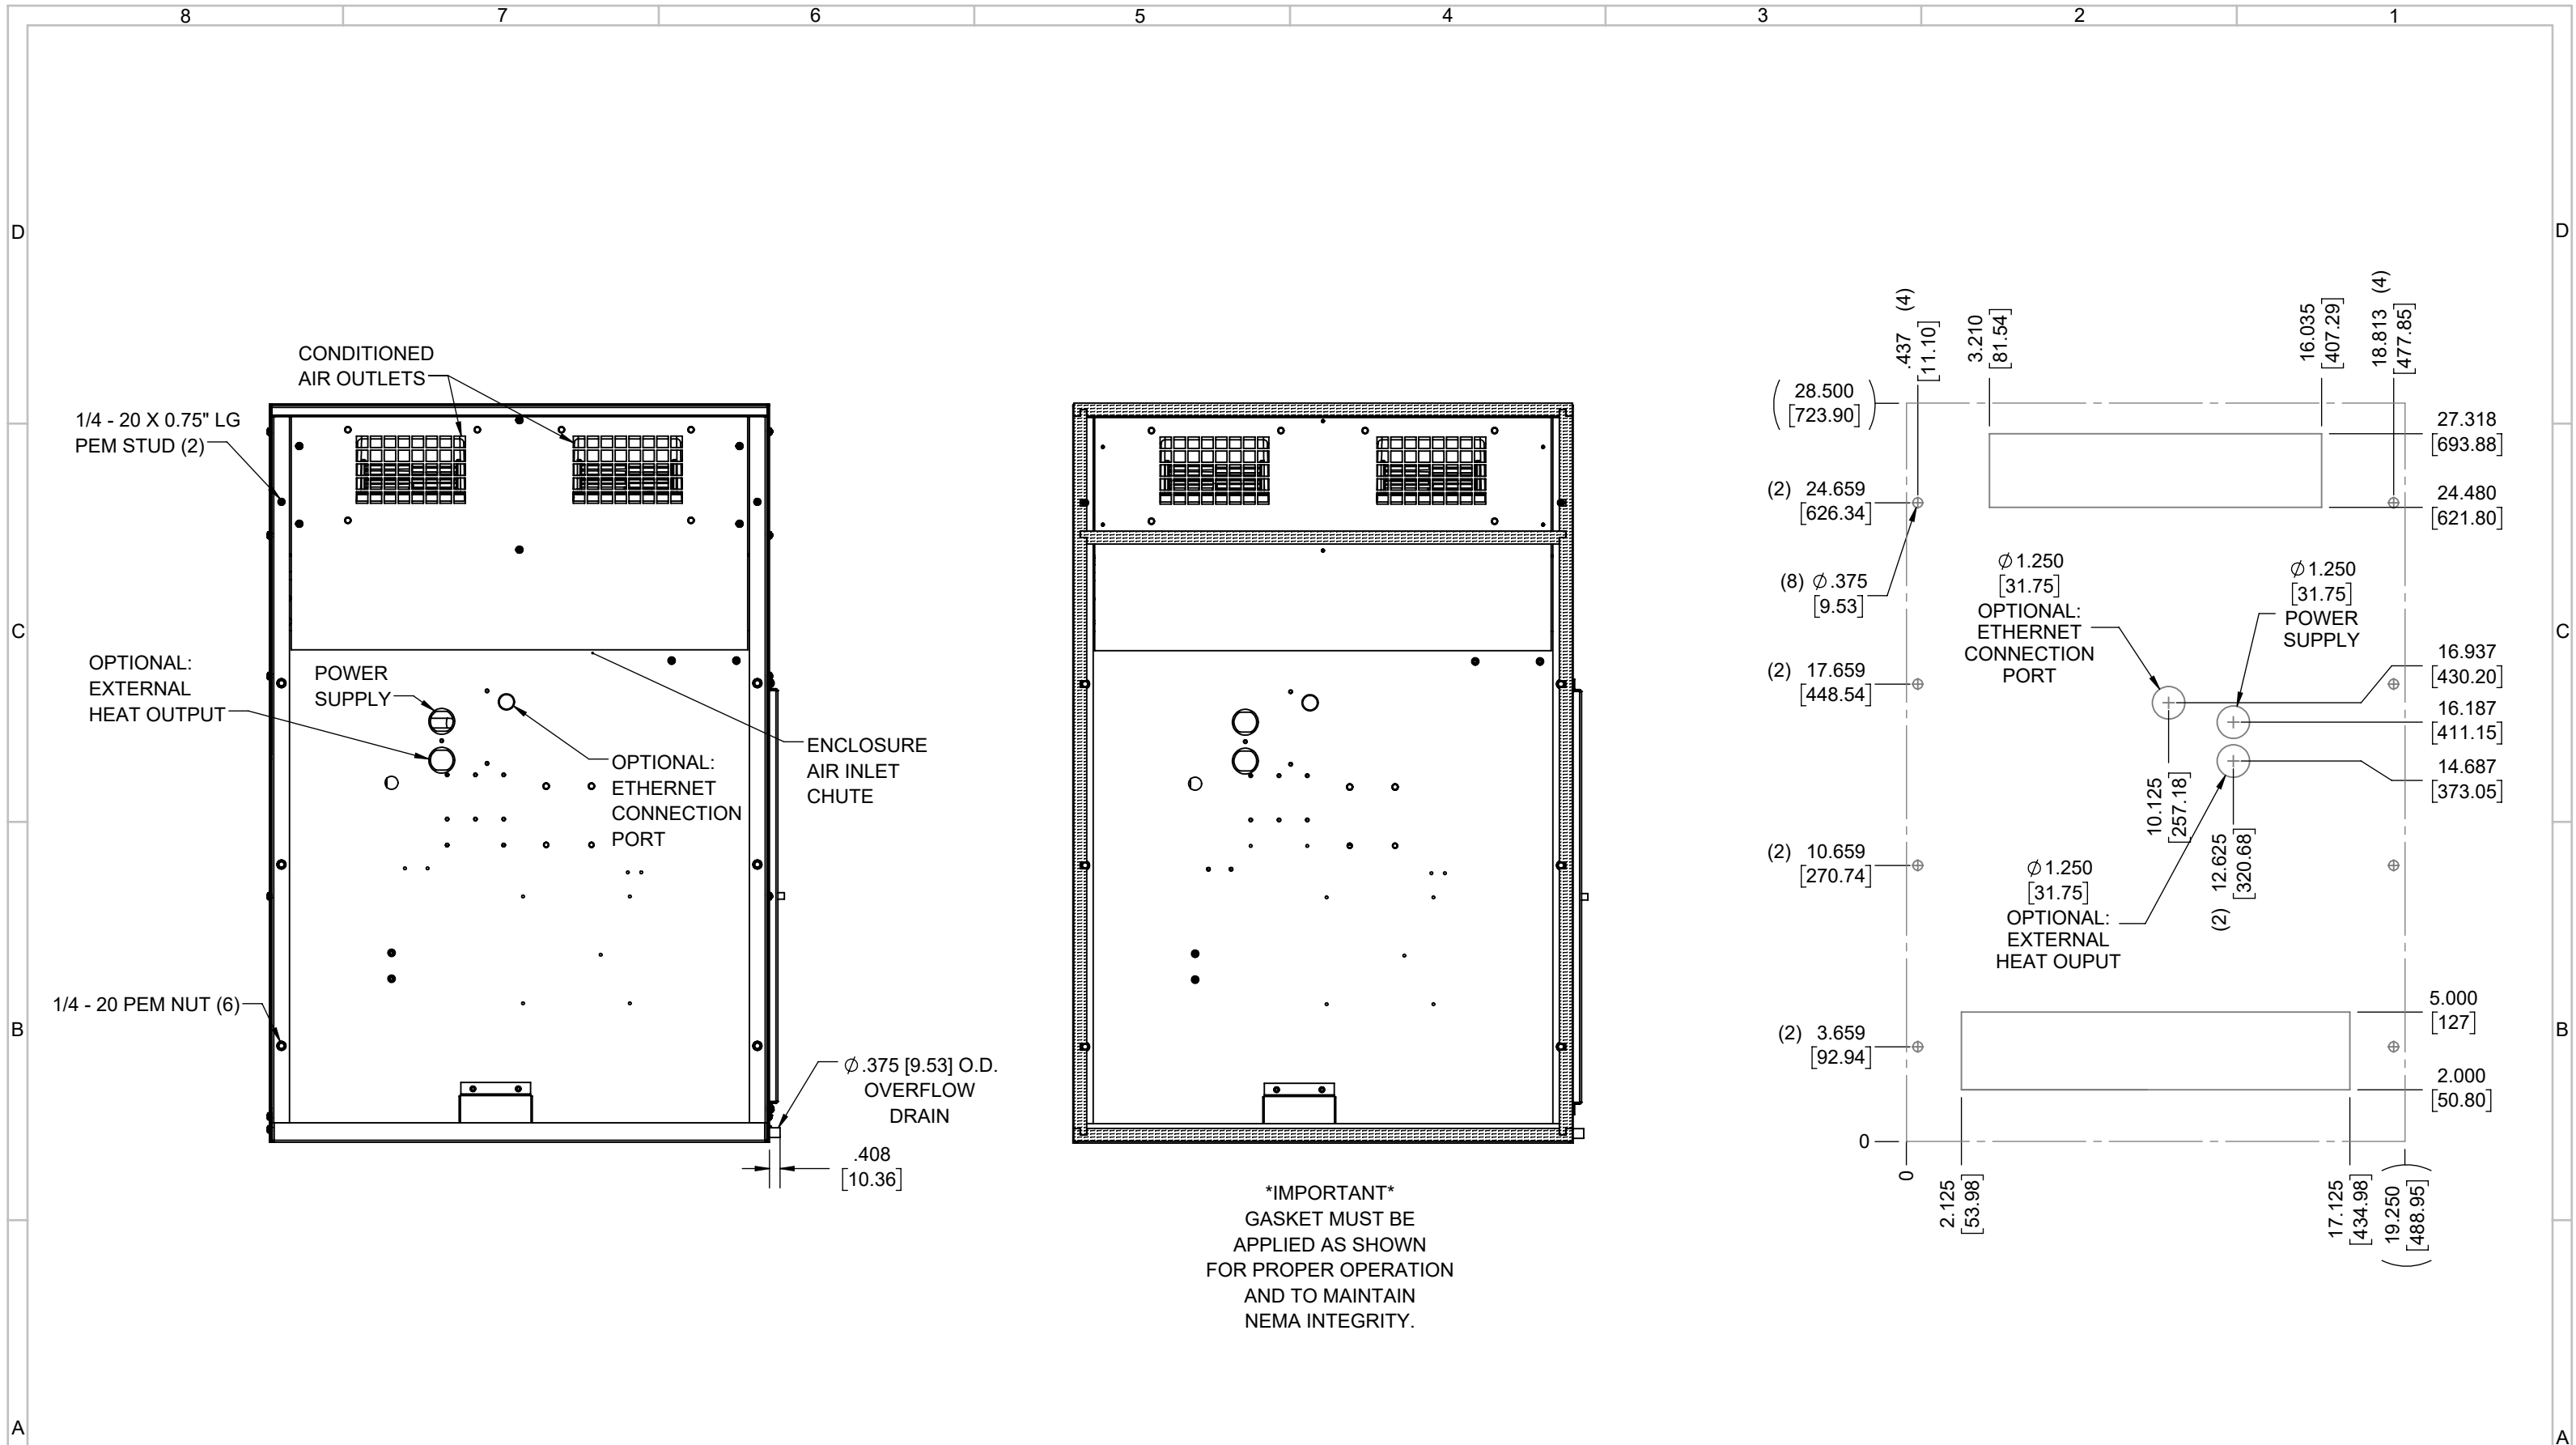 8 7 6 5 4 3 2 1
D
D
C
C
B
B
A
A
CONDITIONED
AIR OUTLETS
1/4 - 20 X 0.75" LG
PEM STUD (2)
OPTIONAL:
EXTERNAL
HEAT OUTPUT
POWER
SUPPLY
OPTIONAL:
ETHERNET
CONNECTION
PORT
ENCLOSURE
AIR INLET
CHUTE
1/4 - 20 PEM NUT (6)
∅.375 [9.53] O.D.
OVERFLOW
DRAIN
.408
[10.36]
*IMPORTANT*
GASKET MUST BE
APPLIED AS SHOWN
FOR PROPER OPERATION
AND TO MAINTAIN
NEMA INTEGRITY.
.437 (4)
[11.10]
3.210
[81.54]
16.035
[407.29]
18.813 (4)
[477.85]
(28.500
[723.90])
27.318
[693.88]
(2) 24.659
[626.34]
24.480
[621.80]
(8) ∅.375
[9.53]
∅1.250
[31.75]
OPTIONAL:
ETHERNET
CONNECTION
PORT
∅1.250
[31.75]
POWER
SUPPLY
(2) 17.659
[448.54]
16.937
[430.20]
16.187
[411.15]
14.687
[373.05]
10.125
[257.18]
(2) 12.625
[320.68]
(2) 10.659
[270.74]
∅1.250
[31.75]
OPTIONAL:
EXTERNAL
HEAT OUPUT
5.000
[127]
(2) 3.659
[92.94]
2.000
[50.80]
0
0
2.125
[53.98]
17.125
[434.98]
(19.250
[488.95])